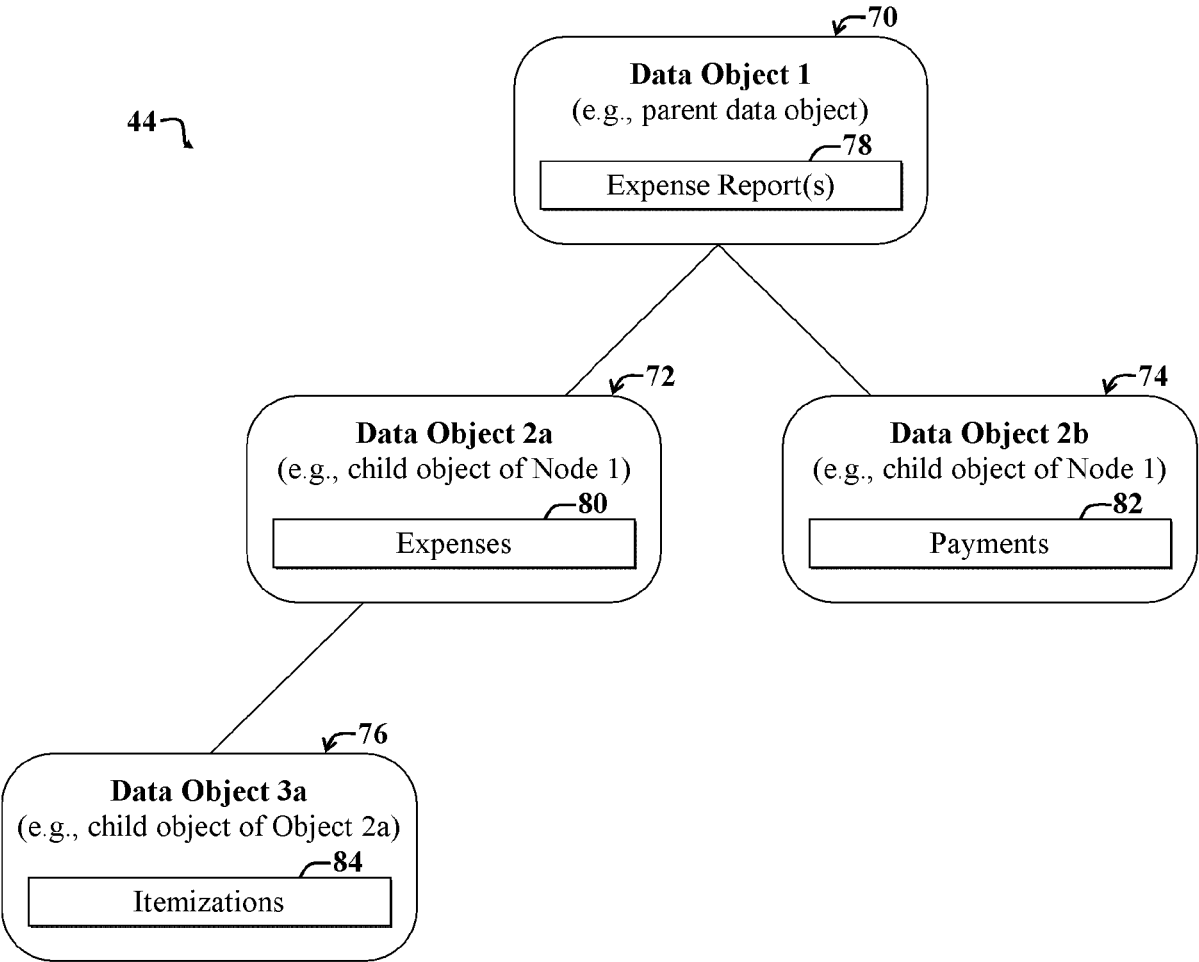 70
Data Object 1
(e.g., parent data object)
44
78
Expense Report(s)
72
74
Data Object 2a
(e.g., child object of Node 1)
80
Expenses
Data Object 2b
(e.g., child object of Node 1)
82
Payments
76
Data Object 3a
(e.g., child object of Object 2a)
84
Itemizations